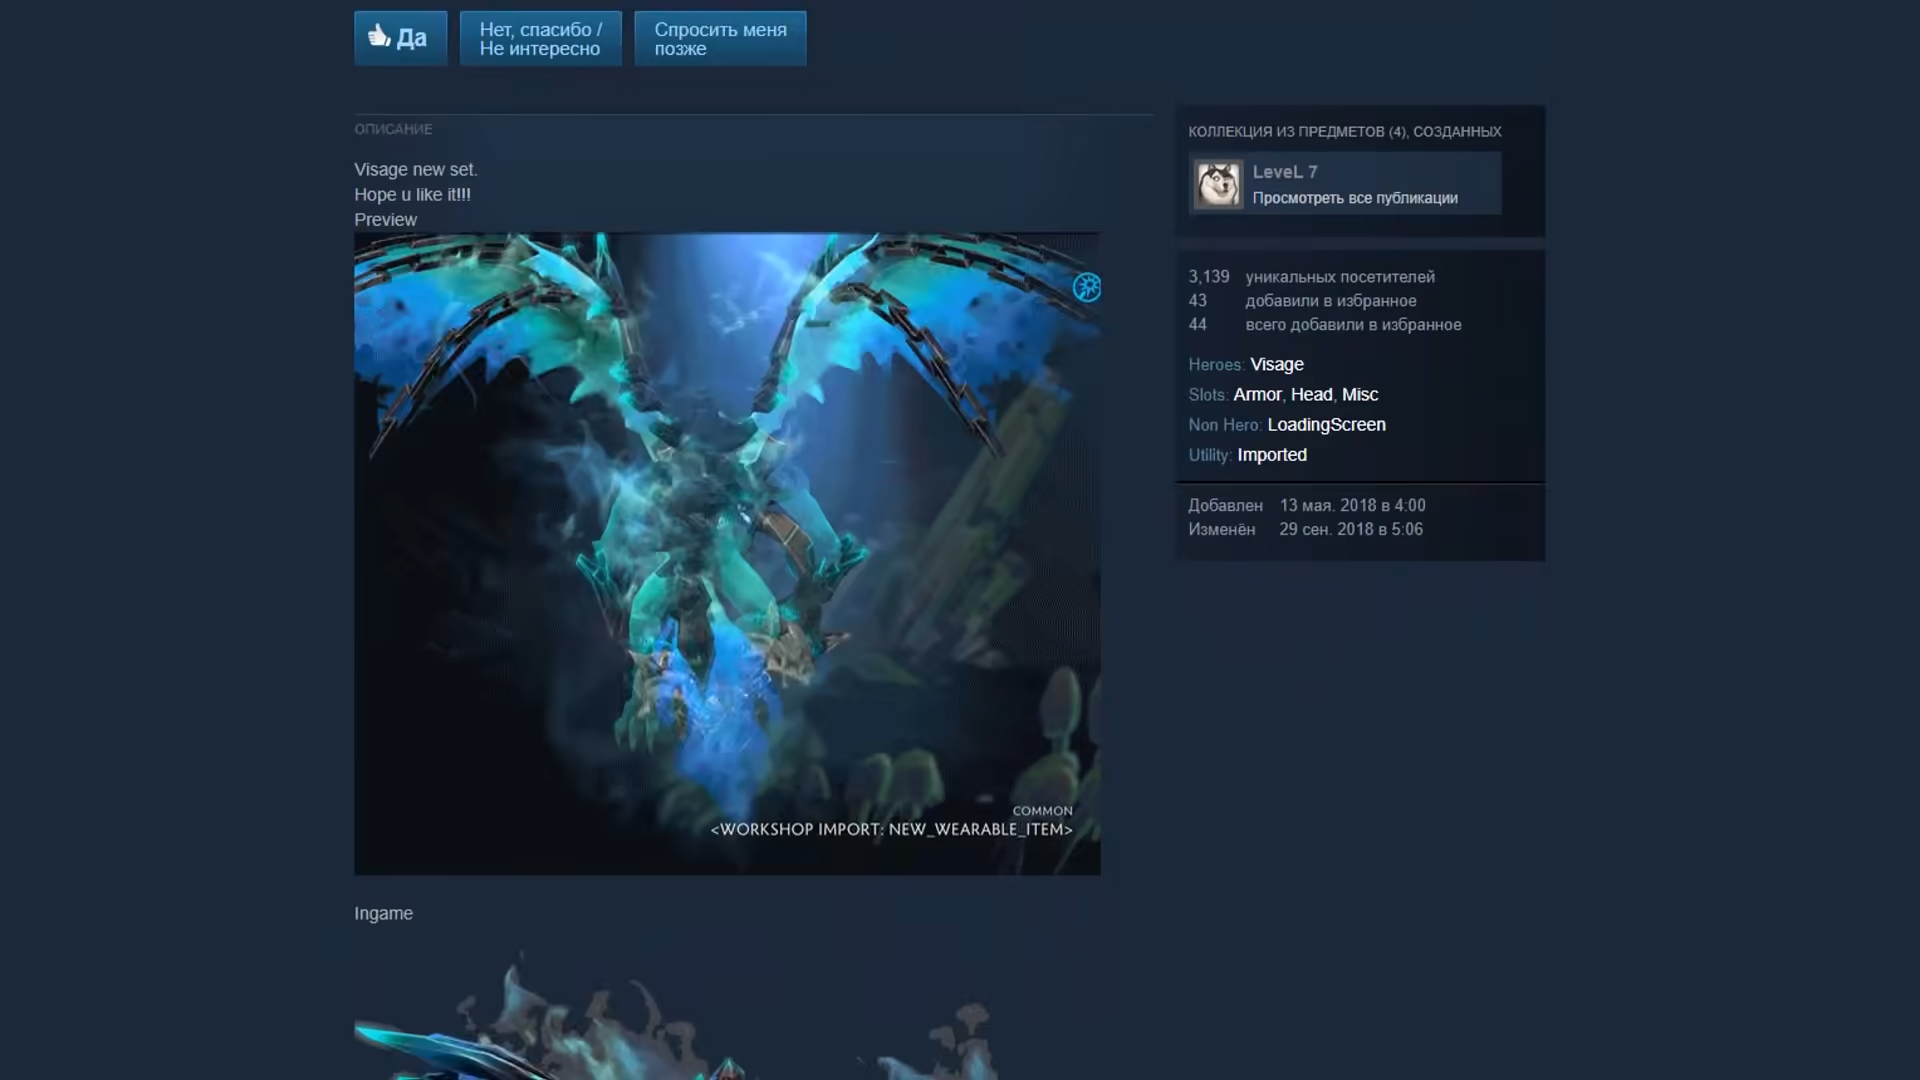 Да
Нет, спасибо /
Не интересно
Спросить меня
позже
ОПИСАНИЕ
Visage new set.
Hope u like it!!!
Preview
COMMON
<WORKSHOP IMPORT: NEW_WEARABLE_ITEM>
Ingame
КОЛЛЕКЦИЯ ИЗ ПРЕДМЕТОВ (4), СОЗДАННЫХ
LeveL 7
Просмотреть все публикации
3,139 уникальных посетителей
43 добавили в избранное
44 всего добавили в избранное
Heroes: Visage
Slots: Armor, Head, Misc
Non Hero: LoadingScreen
Utility: Imported
Добавлен 13 мая. 2018 в 4:00
Изменён 29 сен. 2018 в 5:06